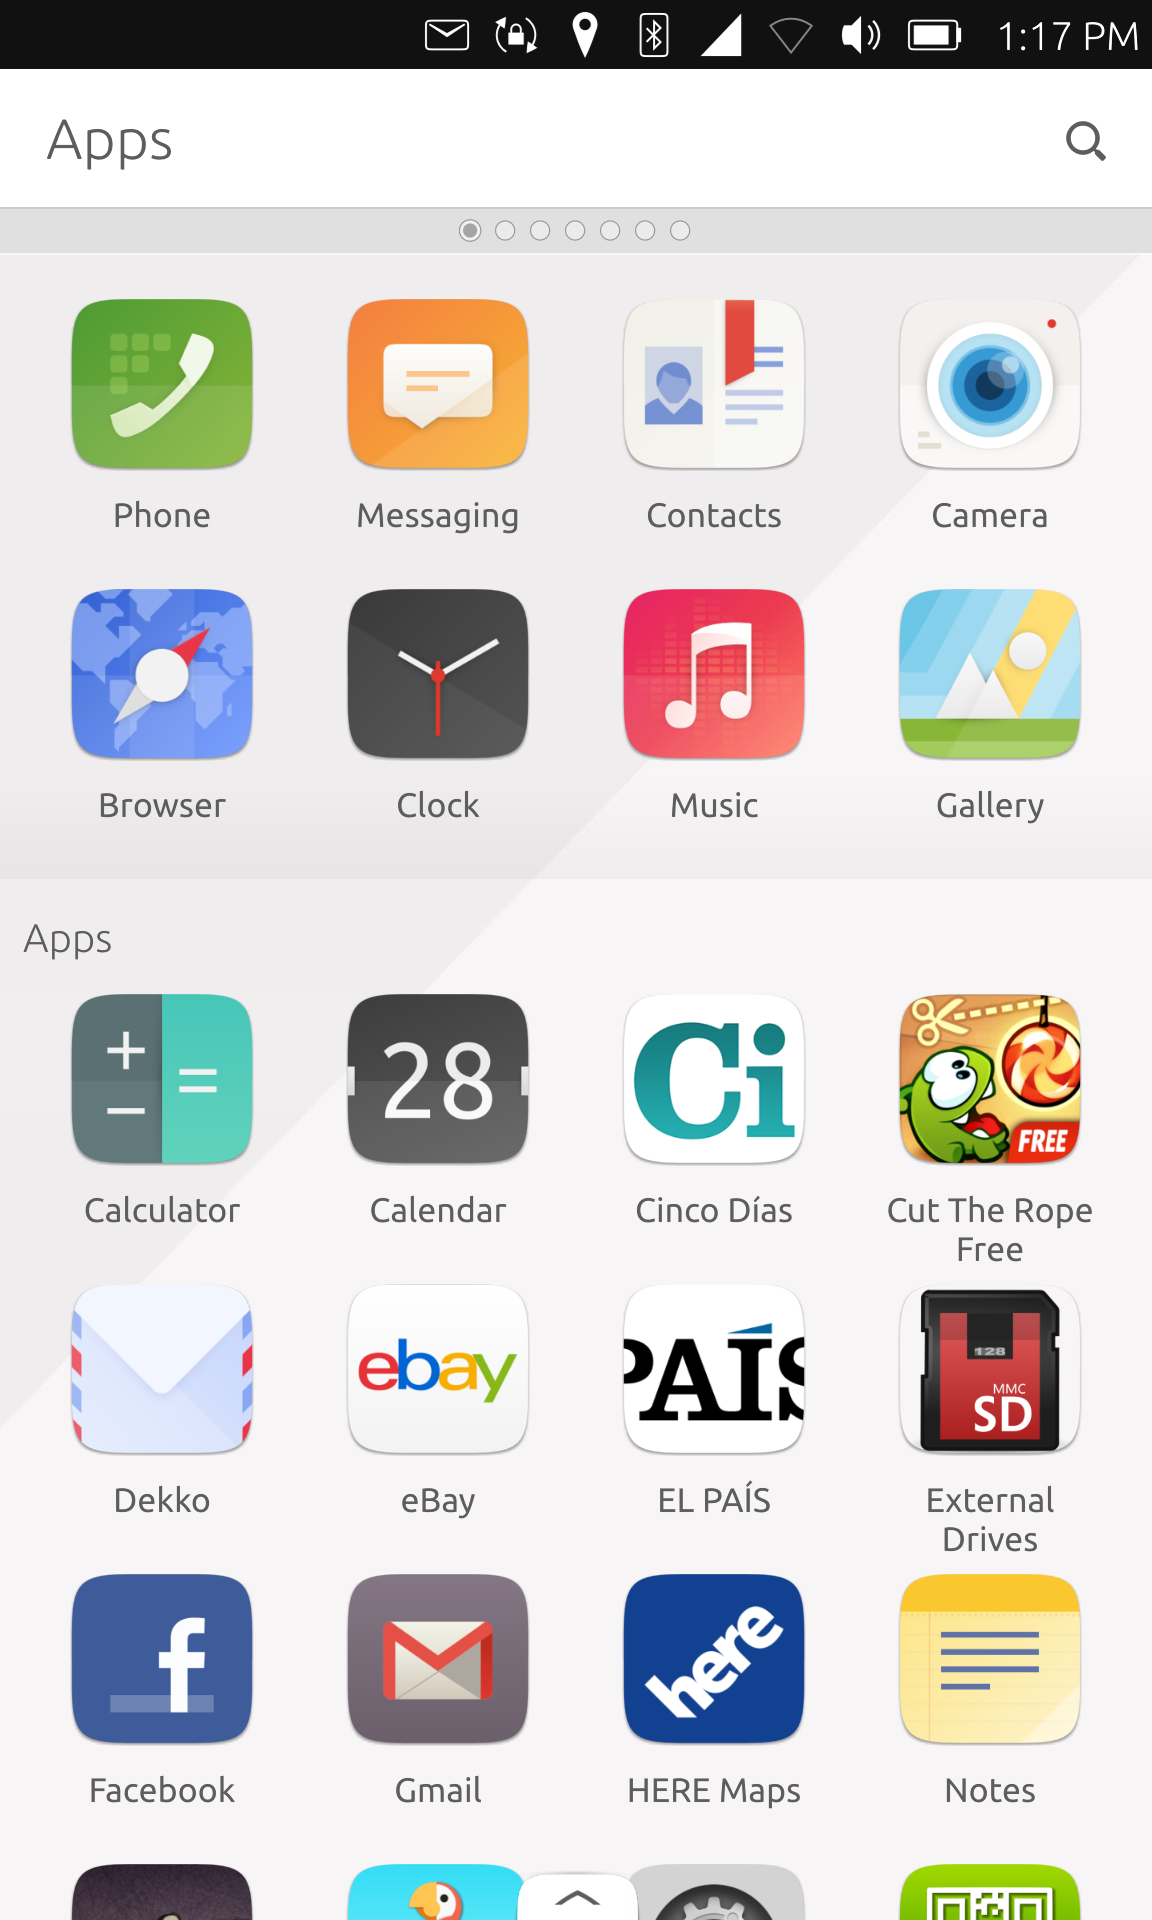 1:17 PM
Apps
Phone
Messaging
Contacts
Camera
Browser
Clock
Music
Gallery
Apps
28
Ci
FREE
Calculator
Calendar
Cinco Días
Cut The Rope
Free
ebay
PAÍS
128
MMC
SD
Dekko
eBay
EL PAÍS
External
Drives
f
M
here
Facebook
Gmail
HERE Maps
Notes